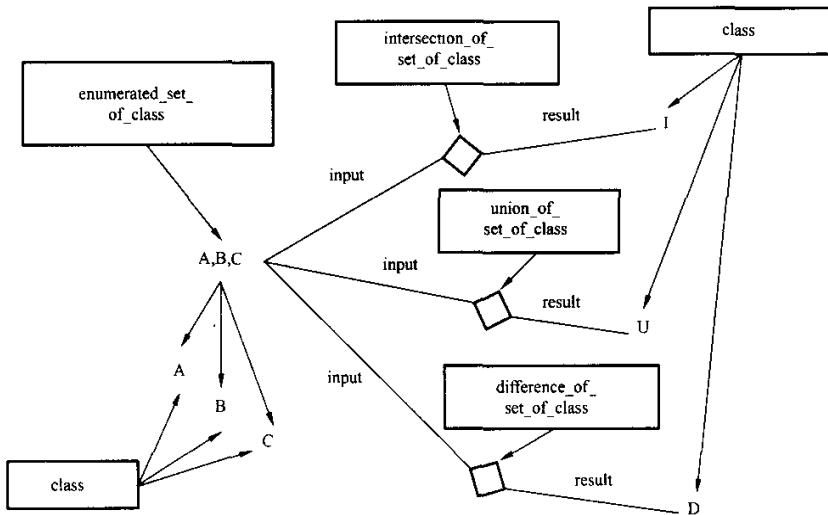 intersection_of_
set_of_class
class
enumerated_set_
of_class
result
I
input
union_of_
set_of_class
A,B,C
input
result
U
A
input
difference_of_
set_of_class
B
C
class
result
D